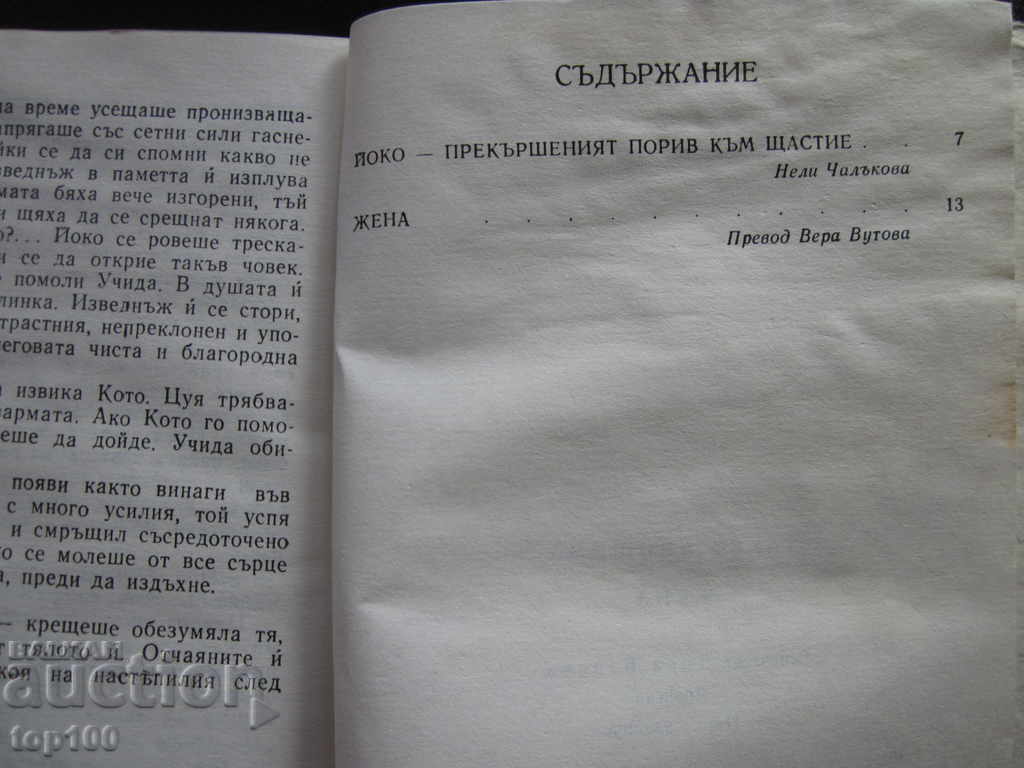 на време усещаше пронизваща-
апрягаше със сетни сили гасне-
йки се да си спомни какво не
зведнъж в паметта ѝ изплува
мата бяха вече изгорени, тъй
и щяха да се срещнат някога.
о?... Йоко се ровеше треска-
и се да открие такъв човек.
е помоли Учида. В душата ѝ
линка. Изведнъж ѝ се стори,
трастния, непреклонен и упо-
еговата чиста и благородна
а извика Кото. Цуя трябва-
армата. Ако Кото го помо-
еше да дойде. Учида оби-
появи както винаги във
с много усилия, той успя
и смръщил съсредоточено
о се молеше от все сърце
а, преди да издъхне.
— крещеше обезумяла тя,
т тялото ѝ. Отчаяните ѝ
коя на настъпилия след
СЪДЪРЖАНИЕ
ЙОКО — ПРЕКЪРШЕНИЯТ ПОРИВ КЪМ ЩАСТИЕ . . 7
Нели Чалъкова
ЖЕНА . . . . . . . . . . . 13
Превод Вера Вутова
auction
top100